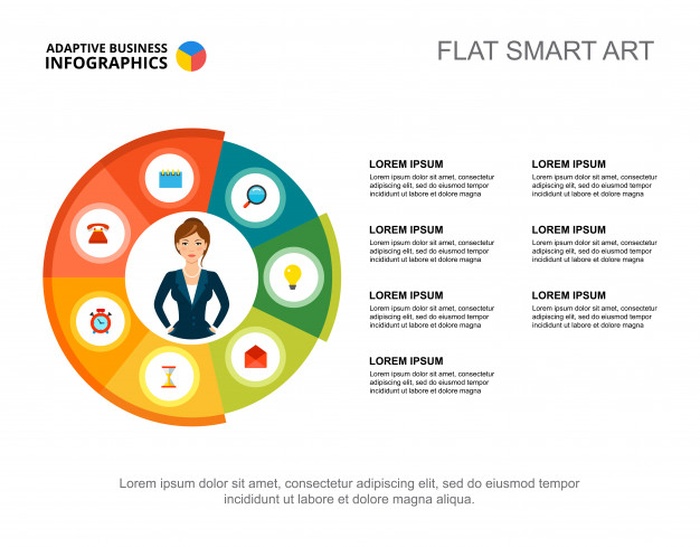 ADAPTIVE BUSINESS
INFOGRAPHICS
FLAT SMART ART
LOREM IPSUM
Lorem ipsum dolor sit amet, consectetur
adipiscing elit, sed do eiusmod tempor
incididunt ut labore et dolore magna
LOREM IPSUM
Lorem ipsum dolor sit amet, consectetur
adipiscing elit, sed do eiusmod tempor
incididunt ut labore et dolore magna
LOREM IPSUM
Lorem ipsum dolor sit amet, consectetur
adipiscing elit, sed do eiusmod tempor
incididunt ut labore et dolore magna
LOREM IPSUM
Lorem ipsum dolor sit amet, consectetur
adipiscing elit, sed do eiusmod tempor
incididunt ut labore et dolore magna
LOREM IPSUM
Lorem ipsum dolor sit amet, consectetur
adipiscing elit, sed do eiusmod tempor
incididunt ut labore et dolore magna
LOREM IPSUM
Lorem ipsum dolor sit amet, consectetur
adipiscing elit, sed do eiusmod tempor
incididunt ut labore et dolore magna
LOREM IPSUM
Lorem ipsum dolor sit amet, consectetur
adipiscing elit, sed do eiusmod tempor
incididunt ut labore et dolore magna
Lorem ipsum dolor sit amet, consectetur adipiscing elit, sed do eiusmod tempor
incididunt ut labore et dolore magna aliqua.